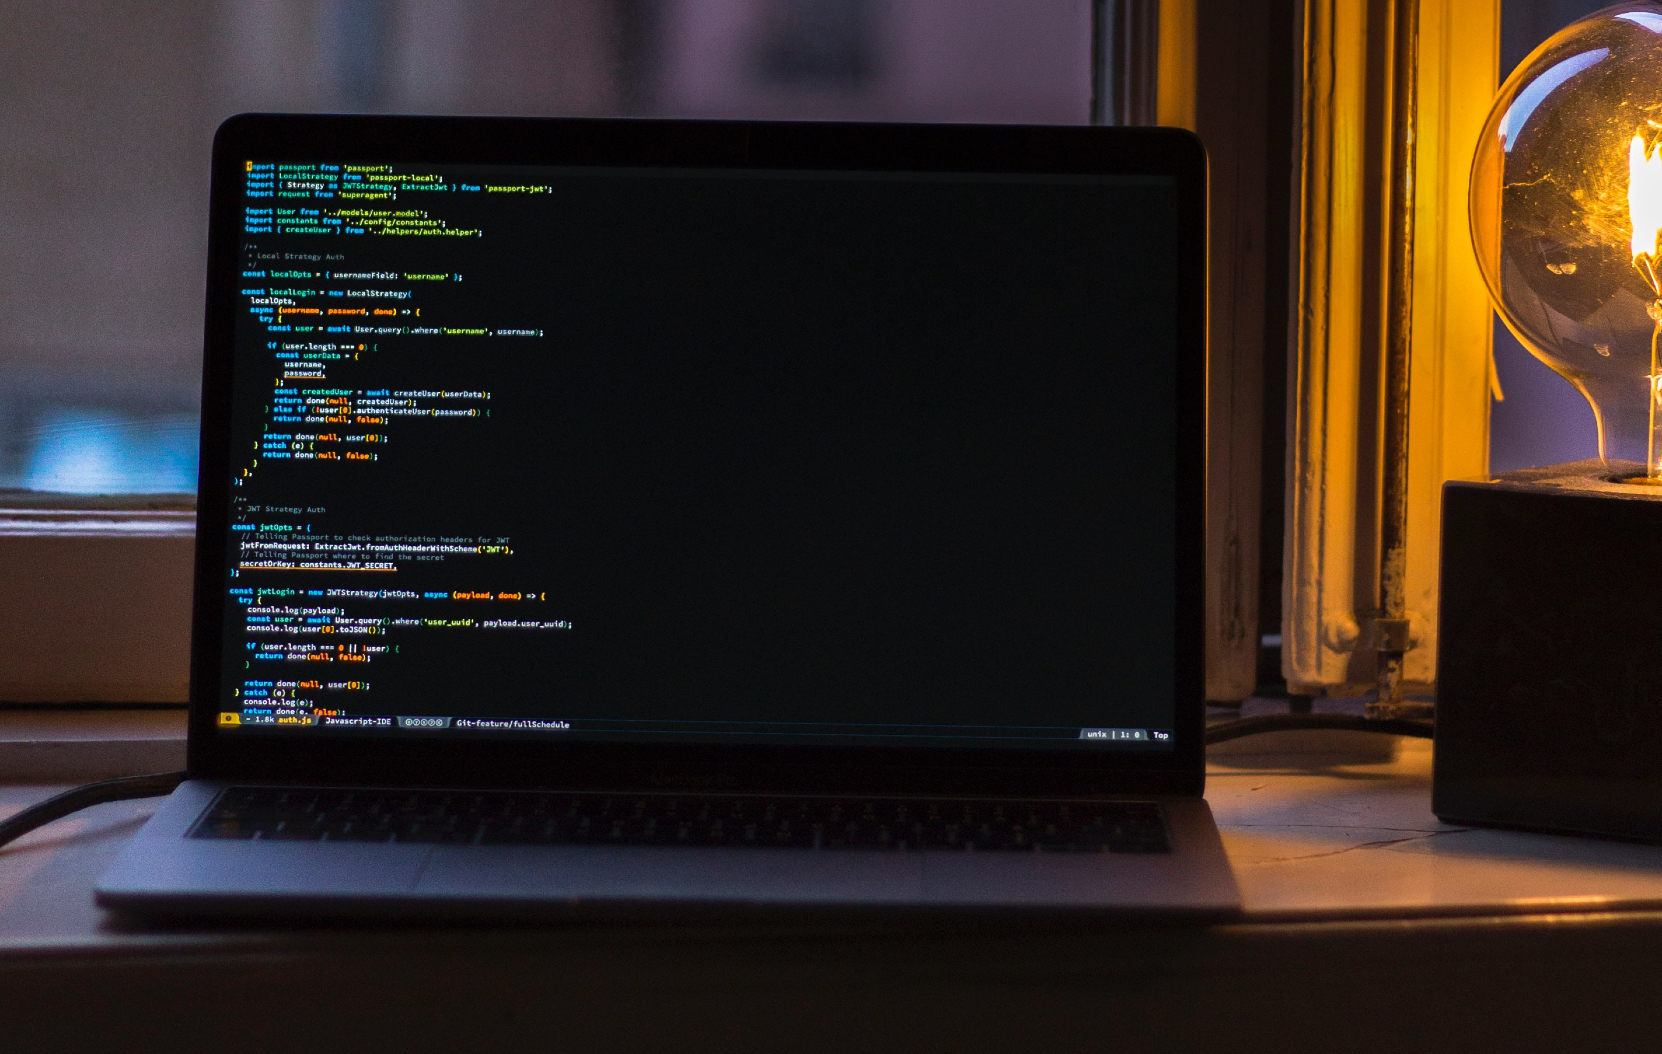 import passport from 'passport';
import LocalStrategy from 'passport-local';
import { Strategy as JWTStrategy, ExtractJwt } from 'passport-jwt';
import request from 'superagent';
import User from '../models/user.model';
import constants from '../config/constants';
import { createUser } from '../helpers/auth.helper';
/**
* Local Strategy Auth
*/
const localOpts = { usernameField: 'username' };
const localLogin = new LocalStrategy(
localOpts,
async (username, password, done) => {
try {
const user = await User.query().where('username', username);
if (user.length === 0) {
const userData = {
username,
password,
};
const createdUser = await createUser(userData);
return done(null, createdUser);
} else if (!user[0].authenticateUser(password)) {
return done(null, false);
}
return done(null, user[0]);
} catch (e) {
return done(null, false);
}
},
);
/**
* JWT Strategy Auth
*/
const jwtOpts = {
// Telling Passport to check authorization headers for JWT
jwtFromRequest: ExtractJwt.fromAuthHeaderWithScheme('JWT'),
// Telling Passport where to find the secret
secretOrKey: constants.JWT_SECRET,
};
const jwtLogin = new JWTStrategy(jwtOpts, async (payload, done) => {
try {
console.log(payload);
const user = await User.query().where('user_uuid', payload.user_uuid);
console.log(user[0].toJSON());
if (user.length === 0 || !user) {
return done(null, false);
}
return done(null, user[0]);
} catch (e) {
console.log(e);
return done(e, false);
- 1.8k auth.js Javascript-IDE Git-feature/fullSchedule unix | 1: 0 Top
MacBook Pro